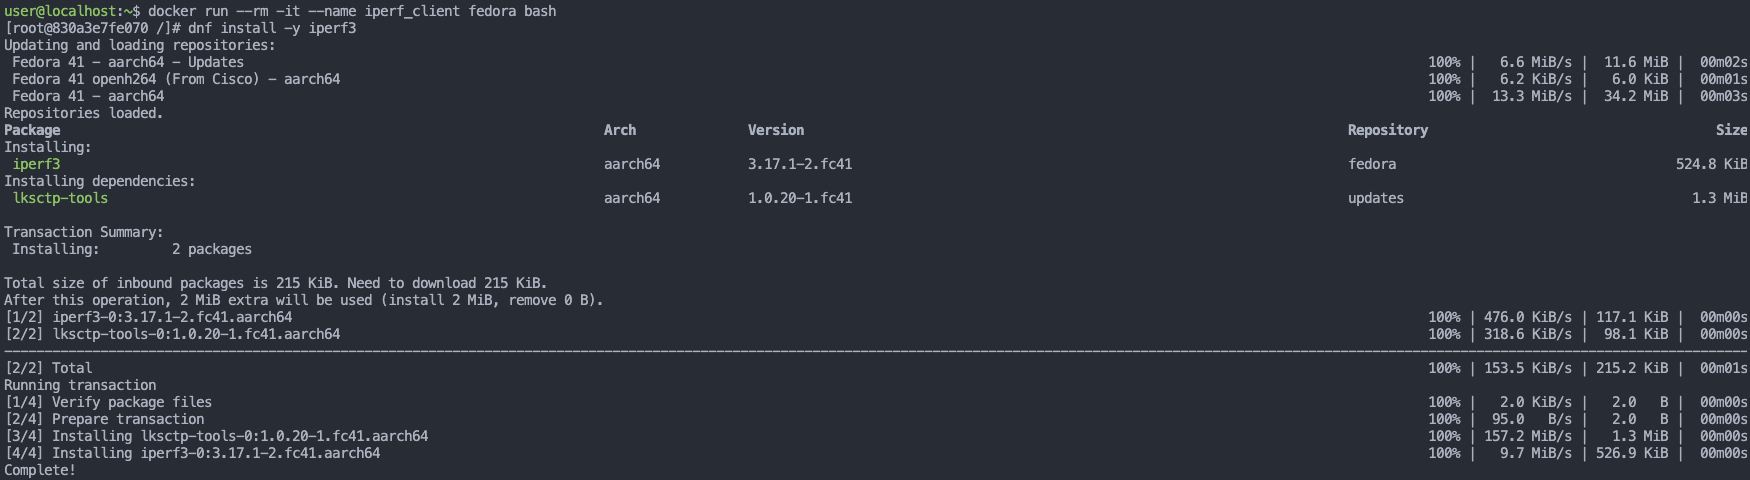 user@localhost:~$ docker run --rm -it --name iperf_client fedora bash
[root@830a3e7fe070 /]# dnf install -y iperf3
Updating and loading repositories:
 Fedora 41 - aarch64 - Updates 100% | 6.6 MiB/s | 11.6 MiB | 00m02s
 Fedora 41 openh264 (From Cisco) - aarch64 100% | 6.2 KiB/s | 6.0 KiB | 00m01s
 Fedora 41 - aarch64 100% | 13.3 MiB/s | 34.2 MiB | 00m03s
Repositories loaded.
Package Arch Version Repository Size
Installing:
 iperf3 aarch64 3.17.1-2.fc41 fedora 524.8 KiB
Installing dependencies:
 lksctp-tools aarch64 1.0.20-1.fc41 updates 1.3 MiB
Transaction Summary:
 Installing: 2 packages
Total size of inbound packages is 215 KiB. Need to download 215 KiB.
After this operation, 2 MiB extra will be used (install 2 MiB, remove 0 B).
[1/2] iperf3-0:3.17.1-2.fc41.aarch64 100% | 476.0 KiB/s | 117.1 KiB | 00m00s
[2/2] lksctp-tools-0:1.0.20-1.fc41.aarch64 100% | 318.6 KiB/s | 98.1 KiB | 00m00s
[2/2] Total 100% | 153.5 KiB/s | 215.2 KiB | 00m01s
Running transaction
[1/4] Verify package files 100% | 2.0 KiB/s | 2.0 B | 00m00s
[2/4] Prepare transaction 100% | 95.0 B/s | 2.0 B | 00m00s
[3/4] Installing lksctp-tools-0:1.0.20-1.fc41.aarch64 100% | 157.2 MiB/s | 1.3 MiB | 00m00s
[4/4] Installing iperf3-0:3.17.1-2.fc41.aarch64 100% | 9.7 MiB/s | 526.9 KiB | 00m00s
Complete!